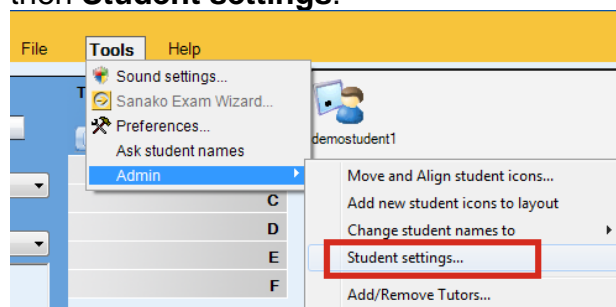 then Student settings.
File Tools Help
Sound settings...
T
Sanako Exam Wizard...
Preferences...
demostudent1
Ask student names
Admin
Move and Align student icons...
C
Add new student icons to layout
D
Change student names to
E
Student settings...
F
Add/Remove Tutors...